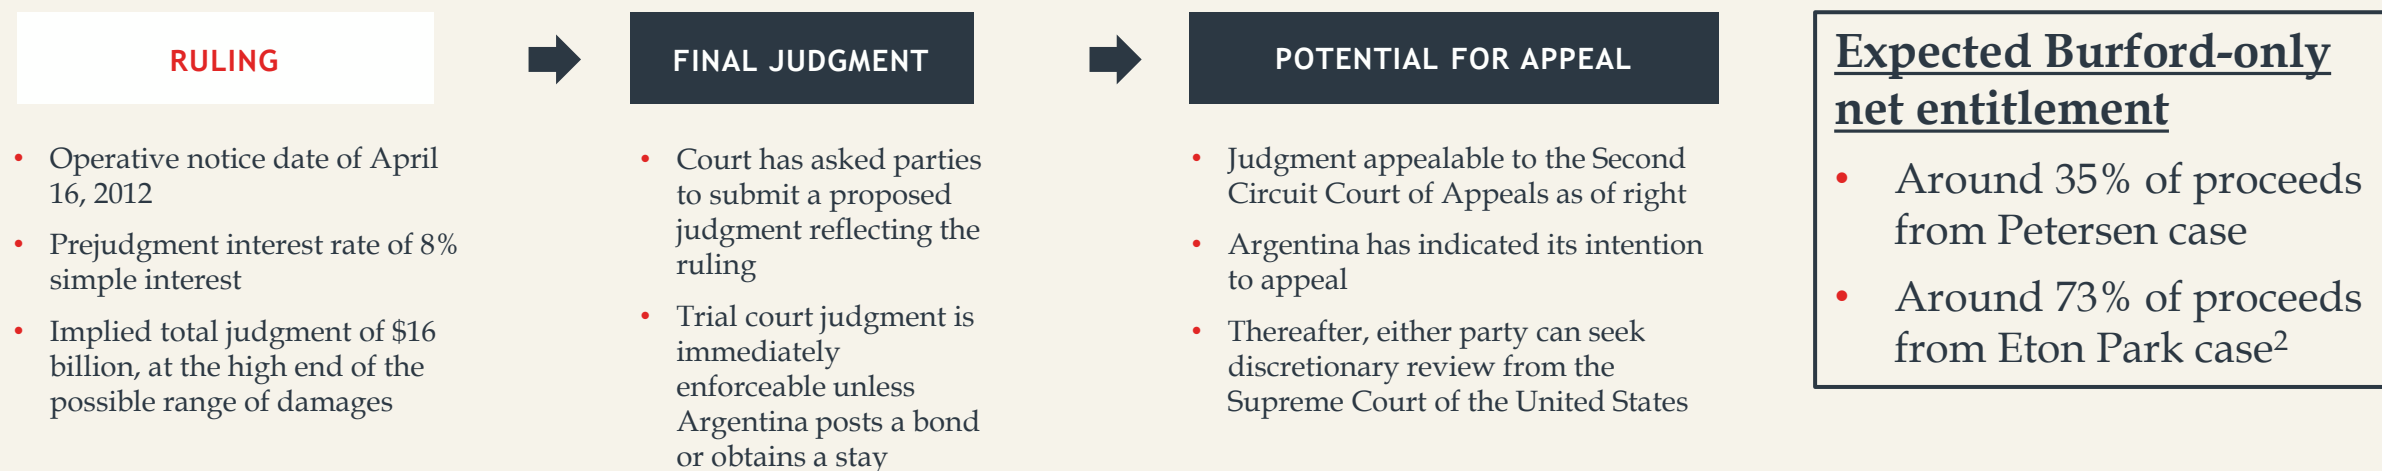 RULING
• Operative notice date of April
16, 2012
• Prejudgment interest rate of 8%
simple interest
• Implied total judgment of $16
billion, at the high end of the
possible range of damages
FINAL JUDGMENT
• Court has asked parties
to submit a proposed
judgment reflecting the
ruling
• Trial court judgment is
immediately
enforceable unless
Argentina posts a bond
or obtains a stay
POTENTIAL FOR APPEAL
• Judgment appealable to the Second
Circuit Court of Appeals as of right
• Argentina has indicated its intention
to appeal
• Thereafter, either party can seek
discretionary review from the
Supreme Court of the United States
Expected Burford-only
net entitlement
• Around 35% of proceeds
from Petersen case
• Around 73% of proceeds
from Eton Park case²